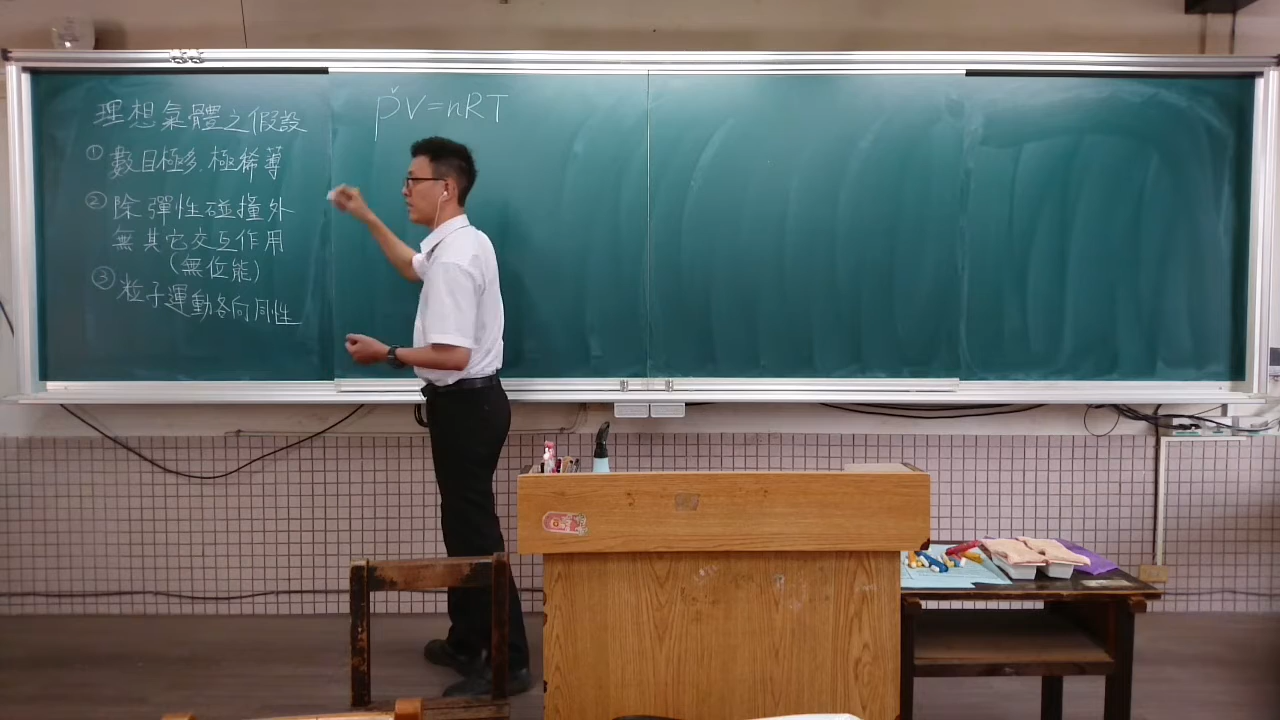 理想氣體之假設
① 數目極多,極稀薄
② 除彈性碰撞外
無其它交互作用
(無位能)
③ 粒子運動各向同性
p̌V=nRT